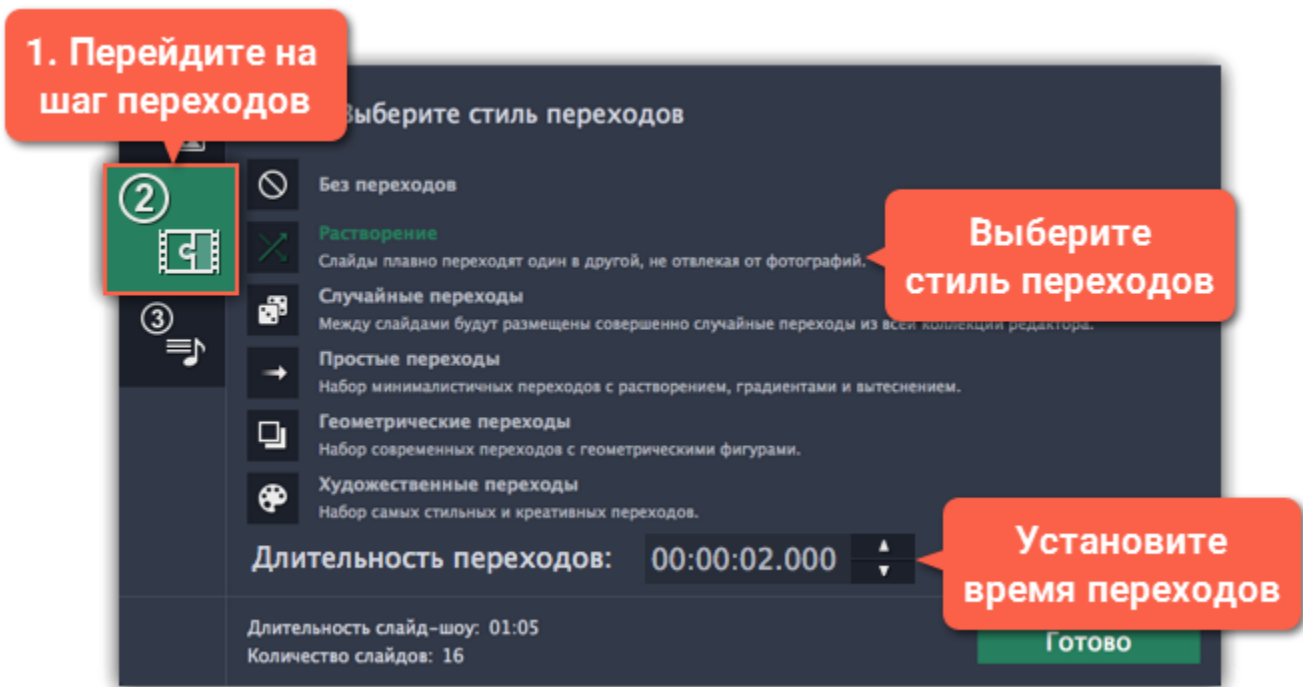 1. Перейдите на
шаг переходов
Выберите стиль переходов
2
Без переходов
Растворение
Слайды плавно переходят один в другой, не отвлекая от фотографий.
Выберите
стиль переходов
Случайные переходы
Между слайдами будут размещены совершенно случайные переходы из всей коллекции редактора.
3
Простые переходы
Набор минималистичных переходов с растворением, градиентами и вытеснением.
Геометрические переходы
Набор современных переходов с геометрическими фигурами.
Художественные переходы
Набор самых стильных и креативных переходов.
Длительность переходов: 00:00:02.000
Установите
время переходов
Длительность слайд-шоу: 01:05
Количество слайдов: 16
Готово